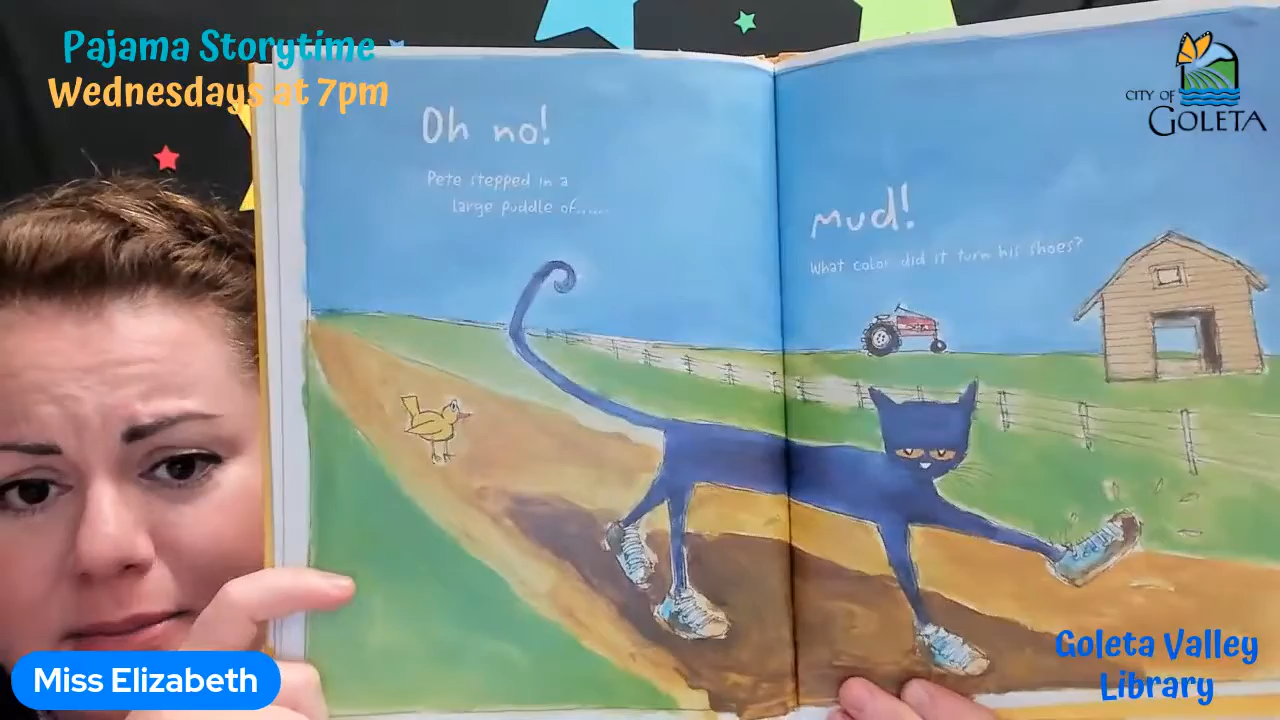 Pajama Storytime
Wednesdays at 7pm
CITY OF
GOLETA
Oh no!
Pete stepped in a
large puddle of......
Mud!
What color did it turn his shoes?
Miss Elizabeth
Goleta Valley
Library